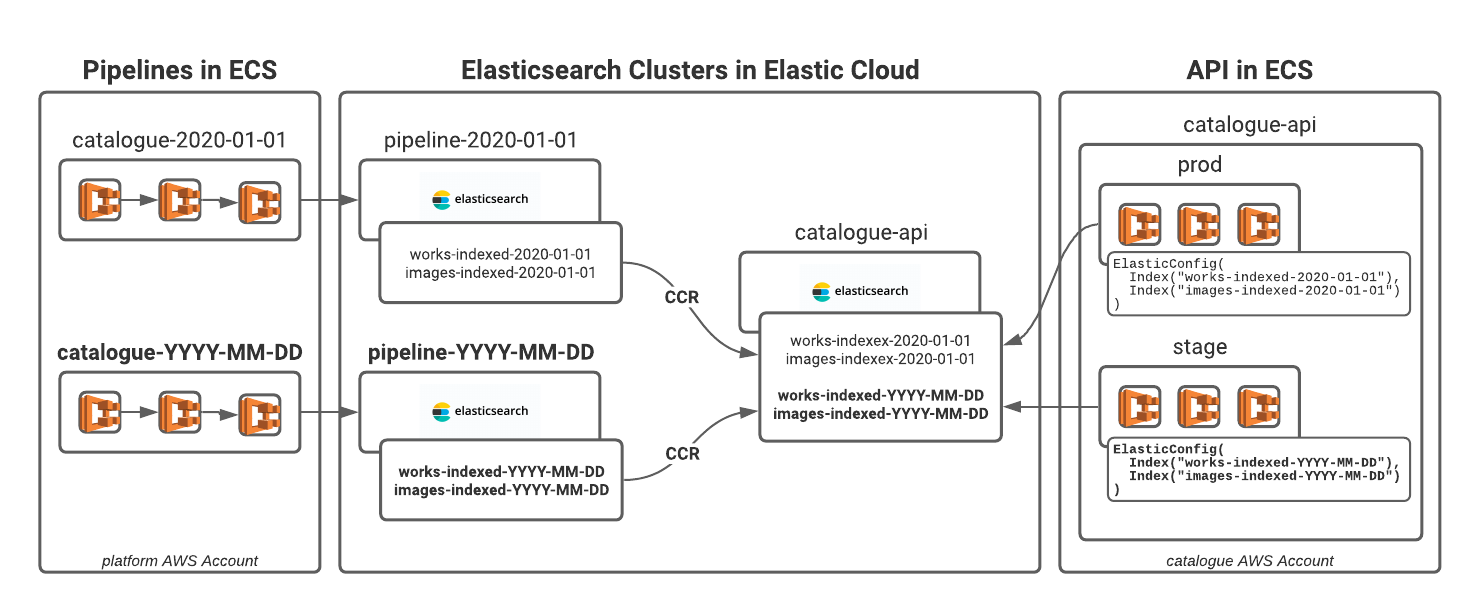 Pipelines in ECS
Elasticsearch Clusters in Elastic Cloud
API in ECS
catalogue-2020-01-01
pipeline-2020-01-01
elasticsearch
works-indexed-2020-01-01
images-indexed-2020-01-01
CCR
catalogue-YYYY-MM-DD
pipeline-YYYY-MM-DD
elasticsearch
works-indexed-YYYY-MM-DD
images-indexed-YYYY-MM-DD
CCR
catalogue-api
elasticsearch
works-indexex-2020-01-01
images-indexex-2020-01-01
works-indexed-YYYY-MM-DD
images-indexed-YYYY-MM-DD
catalogue-api
prod
ElasticConfig(
Index("works-indexed-2020-01-01"),
Index("images-indexed-2020-01-01")
)
stage
ElasticConfig(
Index("works-indexed-YYYY-MM-DD"),
Index("images-indexed-YYYY-MM-DD")
)
platform AWS Account
catalogue AWS Account